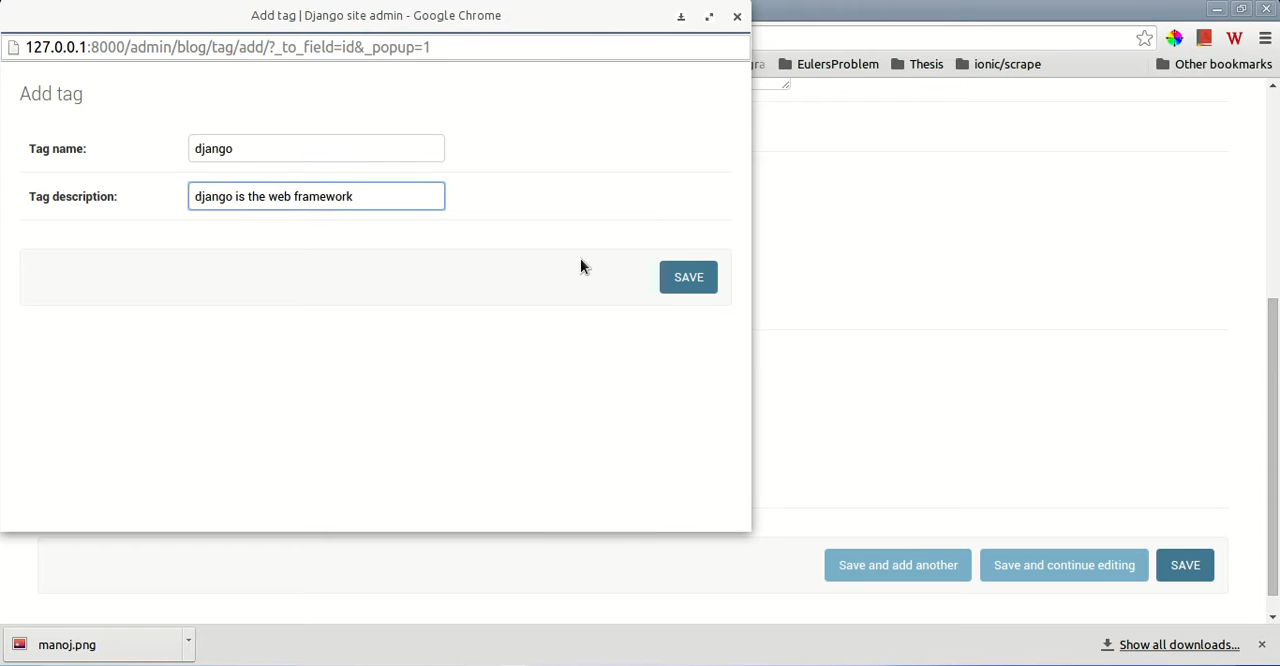 Add tag | Django site admin - Google Chrome
127.0.0.1:8000/admin/blog/tag/add/?_to_field=id&_popup=1
EulersProblem
Thesis
ionic/scrape
Other bookmarks
Add tag
Tag name:
django
Tag description:
django is the web framework
SAVE
Save and add another
Save and continue editing
SAVE
manoj.png
Show all downloads...